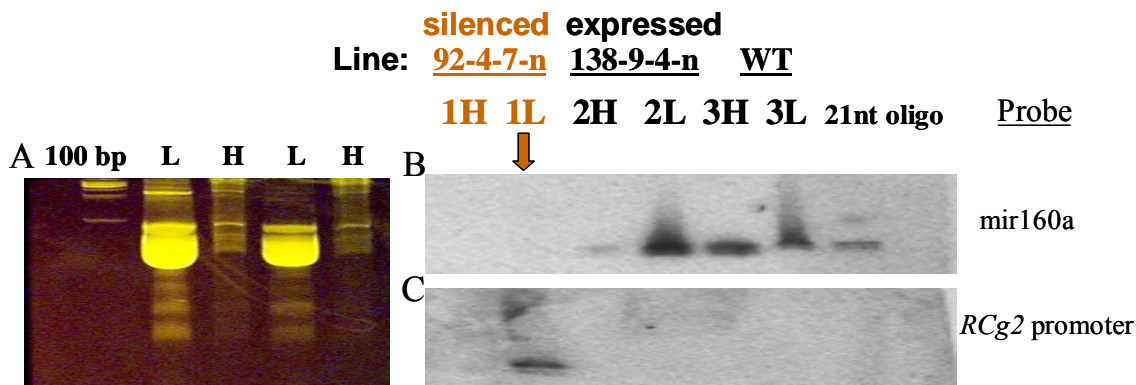 silenced expressed
Line: 92-4-7-n 138-9-4-n WT
1H 1L 2H 2L 3H 3L 21nt oligo Probe
A 100 bp L H L H
B
mir160a
C
RCg2 promoter